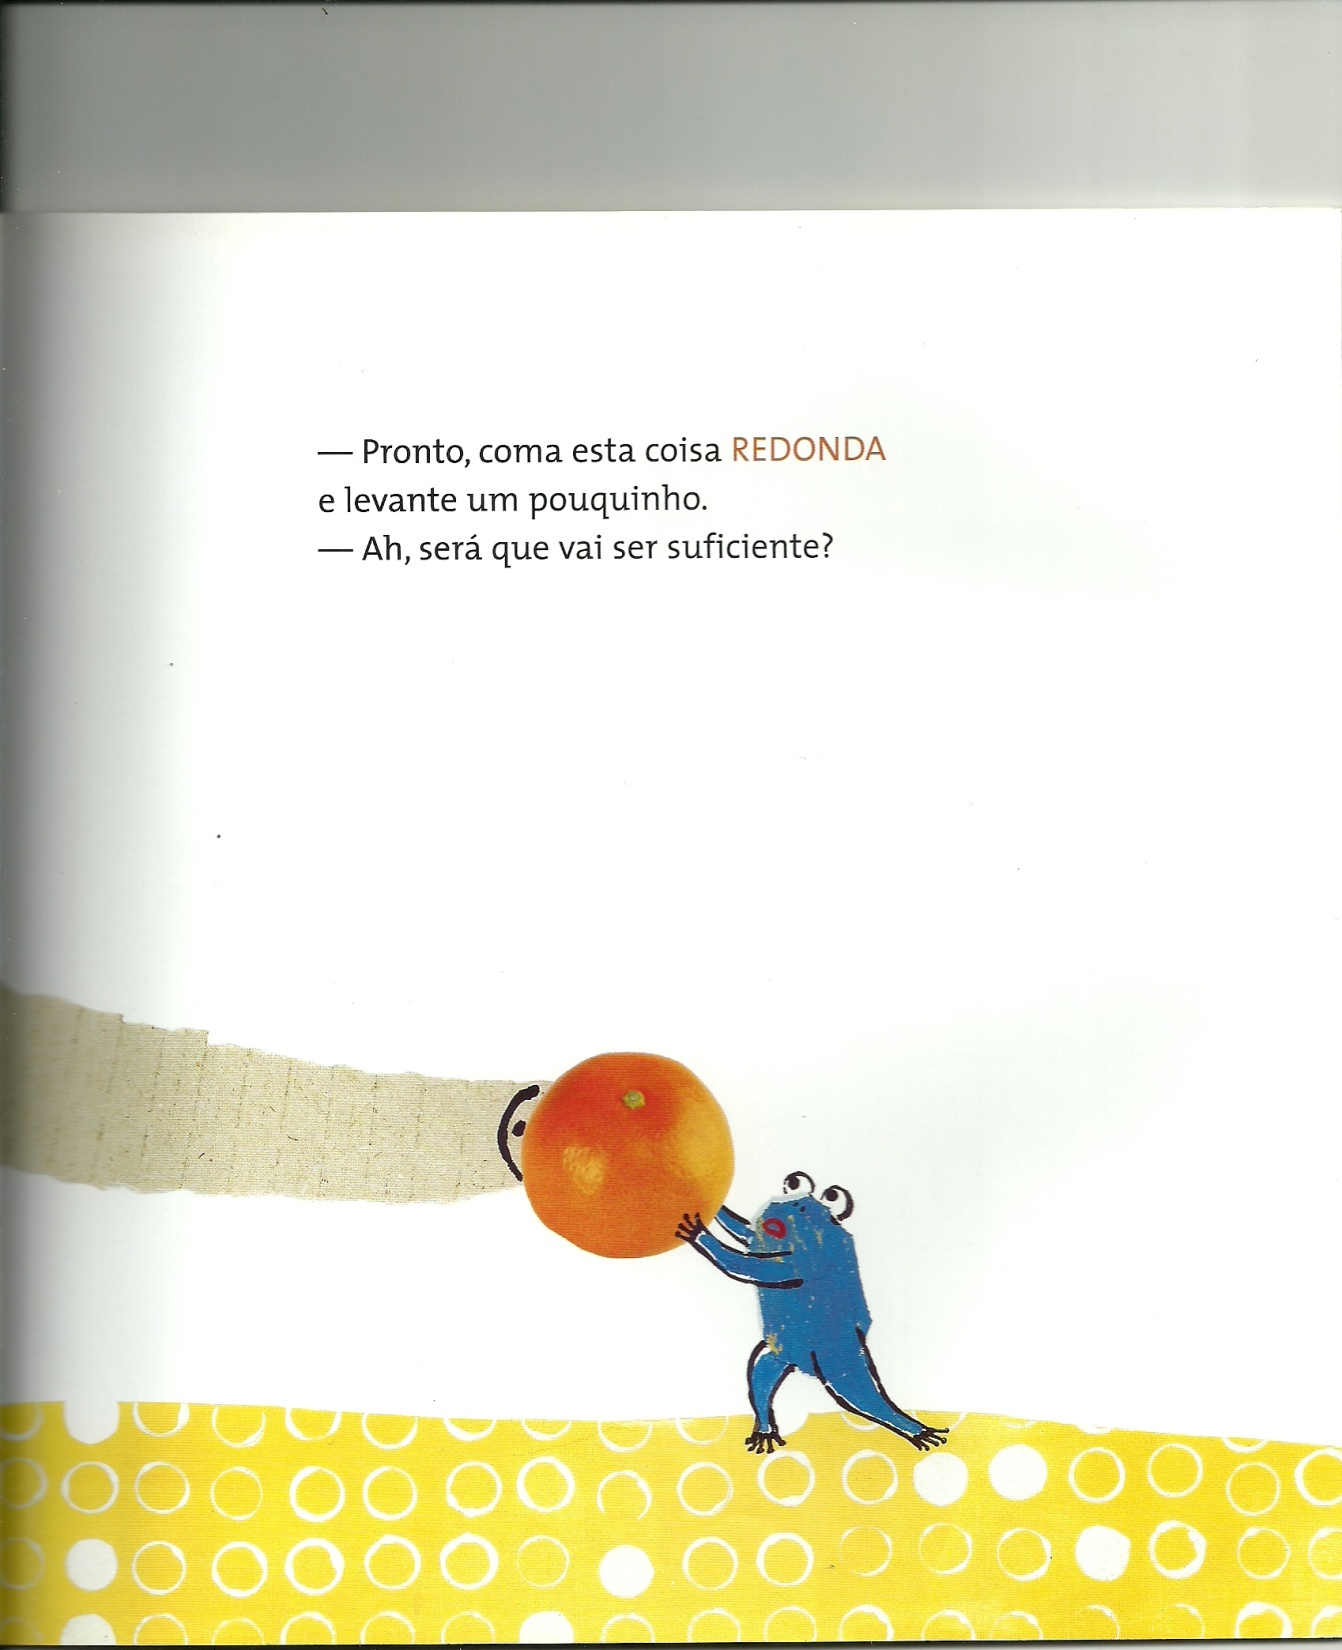 — Pronto, coma esta coisa REDONDA
e levante um pouquinho.
— Ah, será que vai ser suficiente?